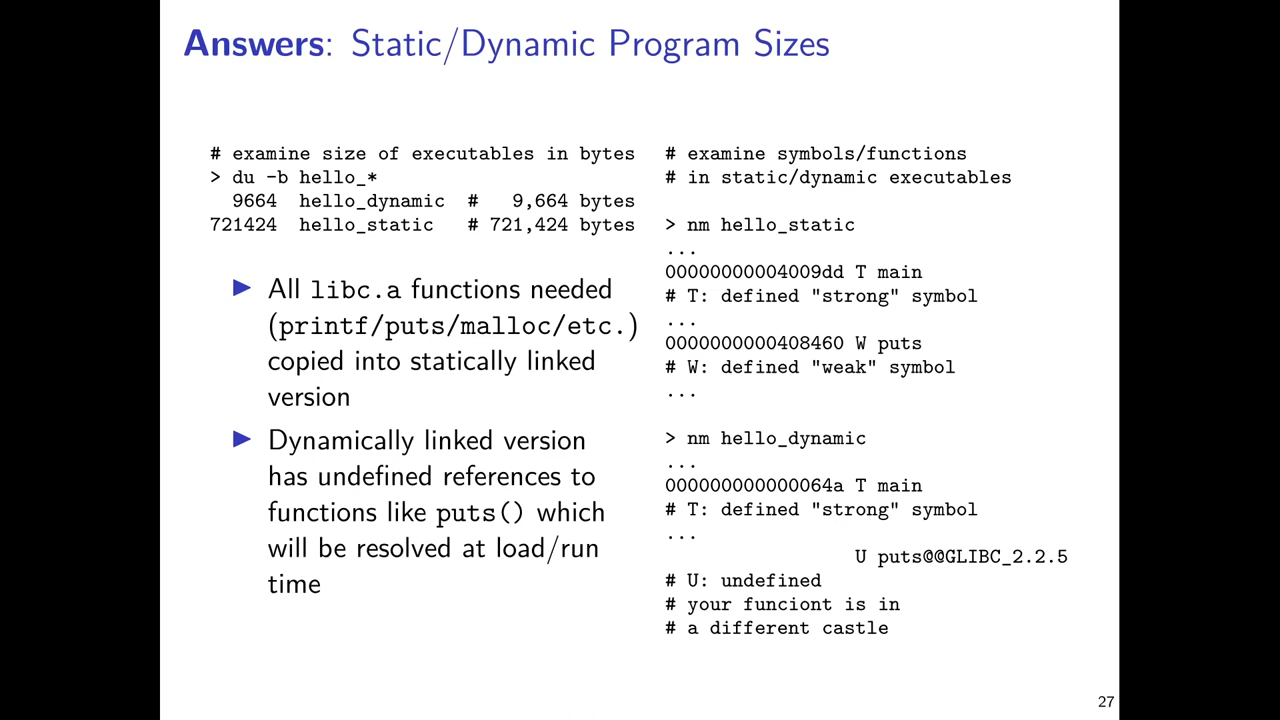 Answers: Static/Dynamic Program Sizes
# examine size of executables in bytes
> du -b hello_*
9664 hello_dynamic # 9,664 bytes
721424 hello_static # 721,424 bytes
▶ All libc.a functions needed
(printf/puts/malloc/etc.)
copied into statically linked
version
▶ Dynamically linked version
has undefined references to
functions like puts() which
will be resolved at load/run
time
# examine symbols/functions
# in static/dynamic executables
> nm hello_static
...
00000000004009dd T main
# T: defined "strong" symbol
...
0000000000408460 W puts
# W: defined "weak" symbol
...
> nm hello_dynamic
...
000000000000064a T main
# T: defined "strong" symbol
...
U puts@@GLIBC_2.2.5
# U: undefined
# your funciont is in
# a different castle
27